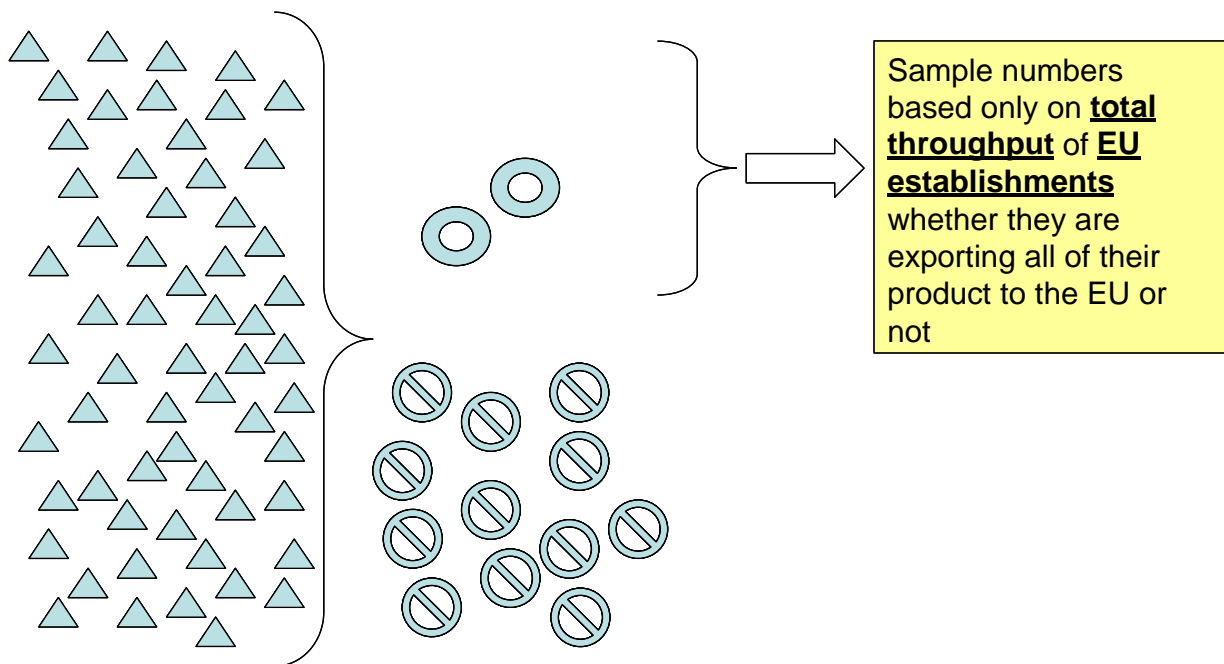 Sample numbers
based only on total
throughput of EU
establishments
whether they are
exporting all of their
product to the EU or
not